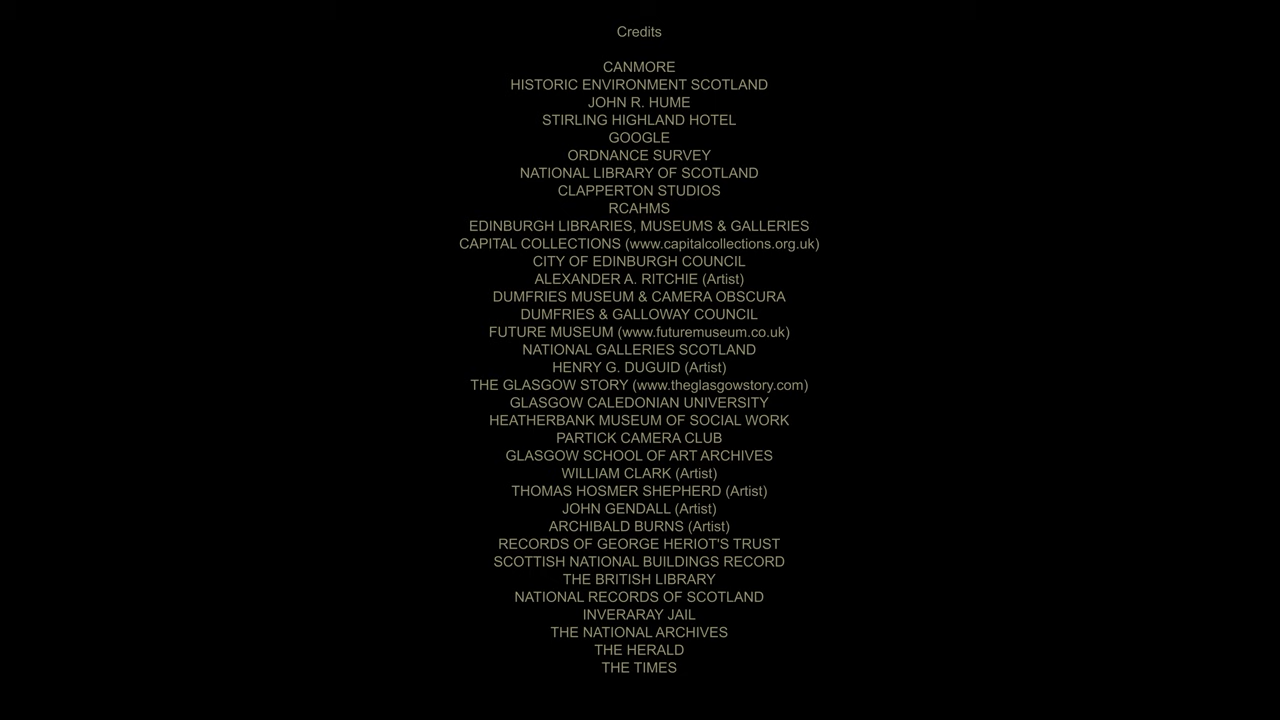 Credits
CANMORE
HISTORIC ENVIRONMENT SCOTLAND
JOHN R. HUME
STIRLING HIGHLAND HOTEL
GOOGLE
ORDNANCE SURVEY
NATIONAL LIBRARY OF SCOTLAND
CLAPPERTON STUDIOS
RCAHMS
EDINBURGH LIBRARIES, MUSEUMS & GALLERIES
CAPITAL COLLECTIONS (www.capitalcollections.org.uk)
CITY OF EDINBURGH COUNCIL
ALEXANDER A. RITCHIE (Artist)
DUMFRIES MUSEUM & CAMERA OBSCURA
DUMFRIES & GALLOWAY COUNCIL
FUTURE MUSEUM (www.futuremuseum.co.uk)
NATIONAL GALLERIES SCOTLAND
HENRY G. DUGUID (Artist)
THE GLASGOW STORY (www.theglasgowstory.com)
GLASGOW CALEDONIAN UNIVERSITY
HEATHERBANK MUSEUM OF SOCIAL WORK
PARTICK CAMERA CLUB
GLASGOW SCHOOL OF ART ARCHIVES
WILLIAM CLARK (Artist)
THOMAS HOSMER SHEPHERD (Artist)
JOHN GENDALL (Artist)
ARCHIBALD BURNS (Artist)
RECORDS OF GEORGE HERIOT'S TRUST
SCOTTISH NATIONAL BUILDINGS RECORD
THE BRITISH LIBRARY
NATIONAL RECORDS OF SCOTLAND
INVERARAY JAIL
THE NATIONAL ARCHIVES
THE HERALD
THE TIMES